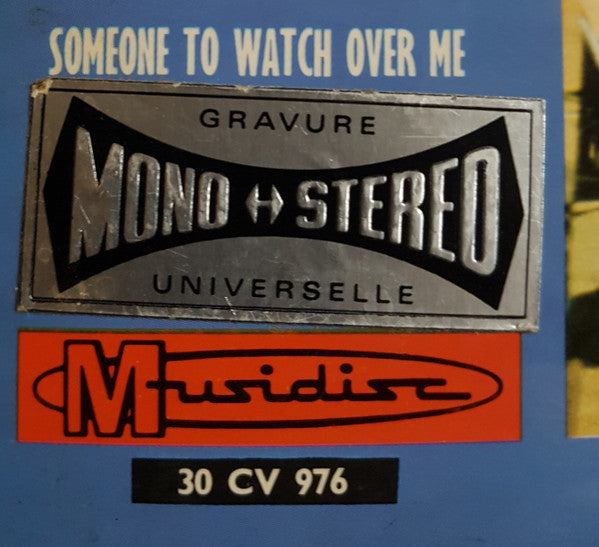 SOMEONE TO WATCH OVER ME
GRAVURE
MONO ↔ STEREO
UNIVERSELLE
Musidisc
30 CV 976